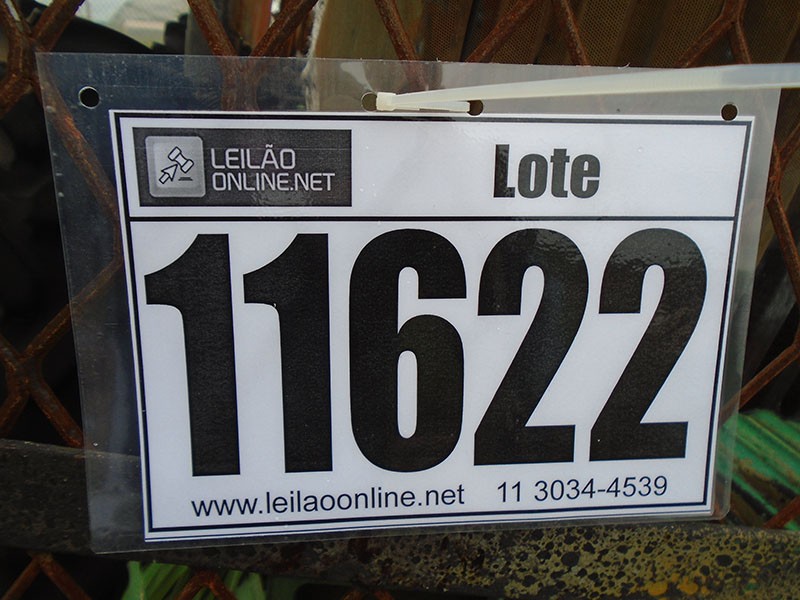 LEILÃO
ONLINE.NET
Lote
11622
www.leilaoonline.net 11 3034-4539